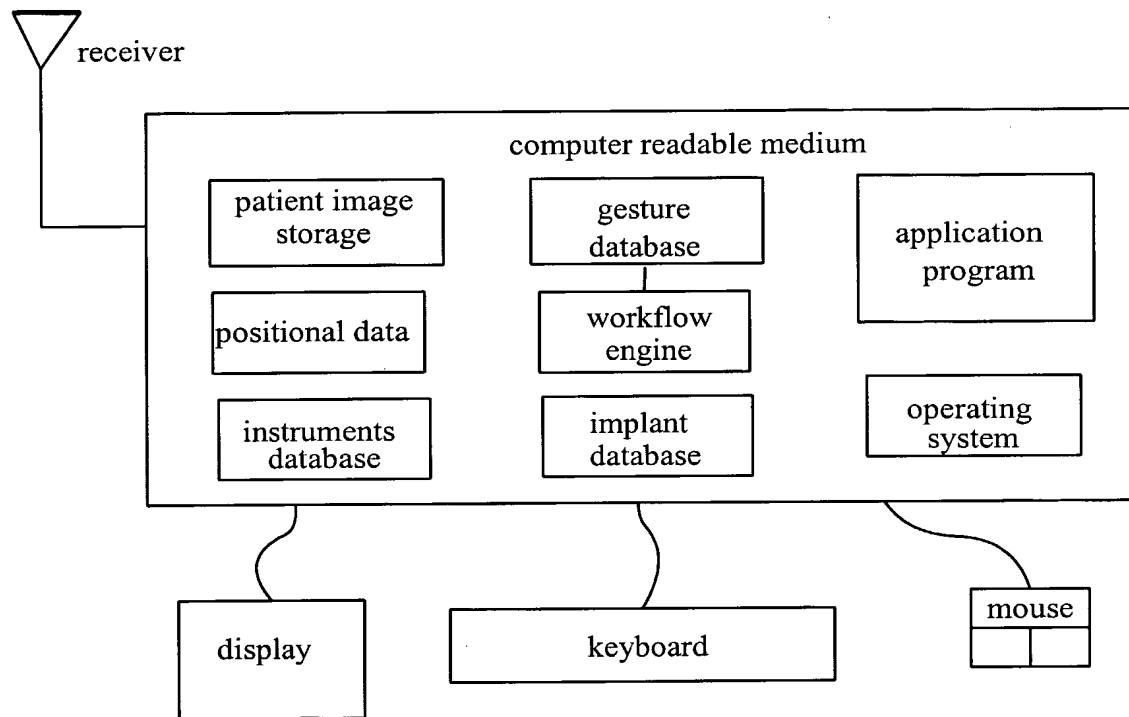 receiver
computer readable medium
patient image
storage
gesture
database
application
program
positional data
workflow
engine
instruments
database
implant
database
operating
system
display
keyboard
mouse